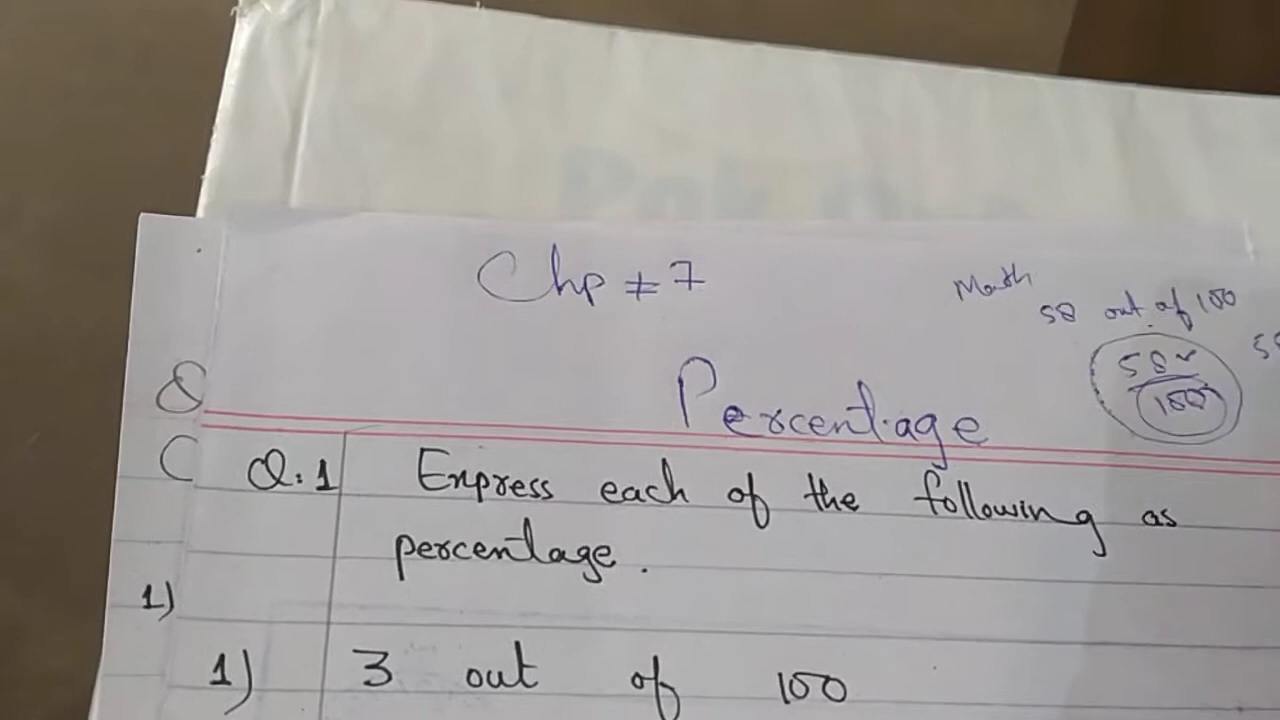 Chp # 7
Math
58 out of 100
58
100
Percentage
Q.1 Express each of the following as
percentage.
1)
1) 3 out of 100